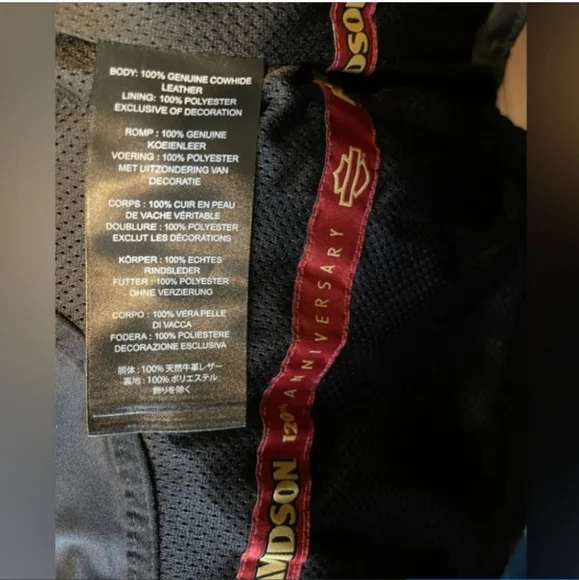 BODY: 100% GENUINE COWHIDE
LEATHER
LINING: 100% POLYESTER
EXCLUSIVE OF DECORATION
ROMP : 100% GENUINE
KOEIENLEER
VOERING : 100% POLYESTER
MET UITZONDERING VAN
DECORATIE
CORPS : 100% CUIR EN PEAU
DE VACHE VÉRITABLE
DOUBLURE : 100% POLYESTER
EXCLUT LES DÉCORATIONS
KÖRPER : 100% ECHTES
RINDSLEDER
FUTTER : 100% POLYESTER
OHNE VERZIERUNG
CORPO : 100% VERA PELLE
DI VACCA
FODERA : 100% POLIESTERE
DECORAZIONE ESCLUSIVA
胴体 : 100% 天然牛革レザー
裏地 : 100% ポリエステル
飾りを除く
DSO
VIDSON 120th ANNIVERSARY